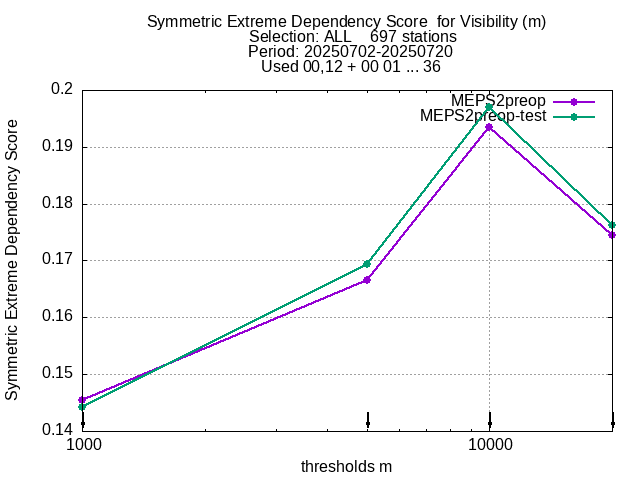 Symmetric Extreme Dependency Score  for Visibility (m)
Selection: ALL    697 stations
Period: 20250702-20250720
Used 00,12 + 00 01 ... 36
MEPS2preop
MEPS2preop-test
Symmetric Extreme Dependency Score
0.2
0.19
0.18
0.17
0.16
0.15
0.14
1000
10000
thresholds m